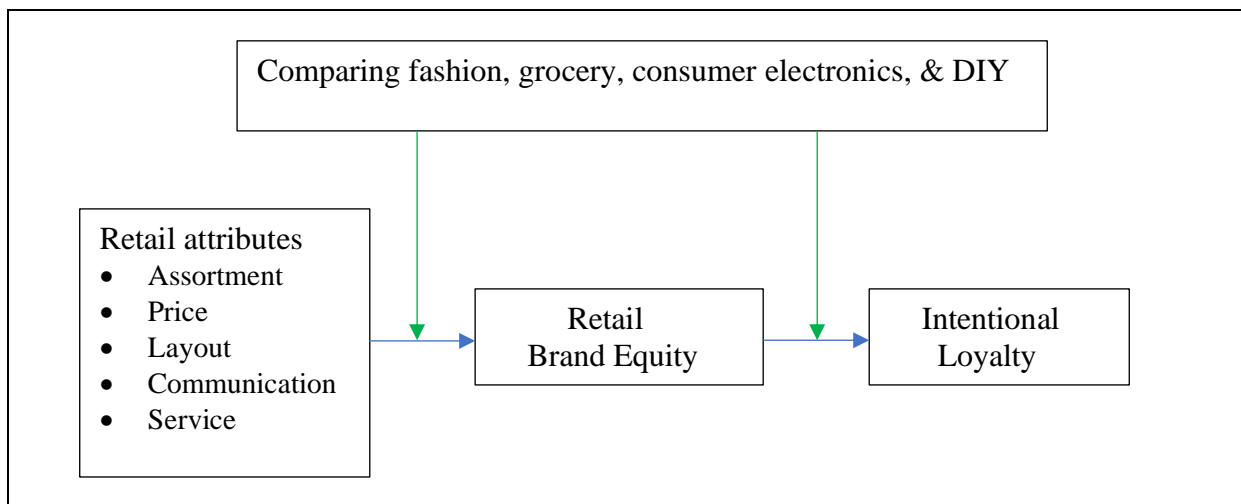 Comparing fashion, grocery, consumer electronics, & DIY
Retail attributes
• Assortment
• Price
• Layout
• Communication
• Service
Retail
Brand Equity
Intentional
Loyalty